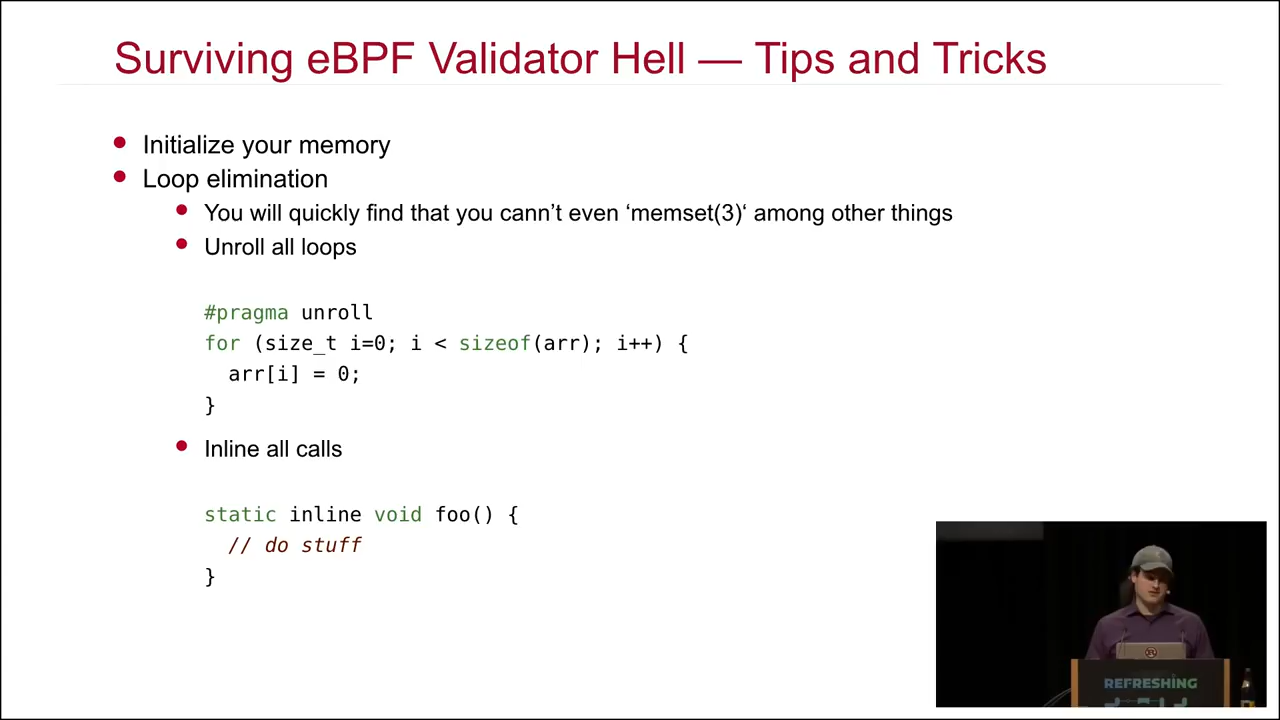 Surviving eBPF Validator Hell — Tips and Tricks
Initialize your memory
Loop elimination
You will quickly find that you cann’t even ‘memset(3)‘ among other things
Unroll all loops
#pragma unroll
for (size_t i=0; i < sizeof(arr); i++) {
arr[i] = 0;
}
Inline all calls
static inline void foo() {
// do stuff
}
REFRESHING